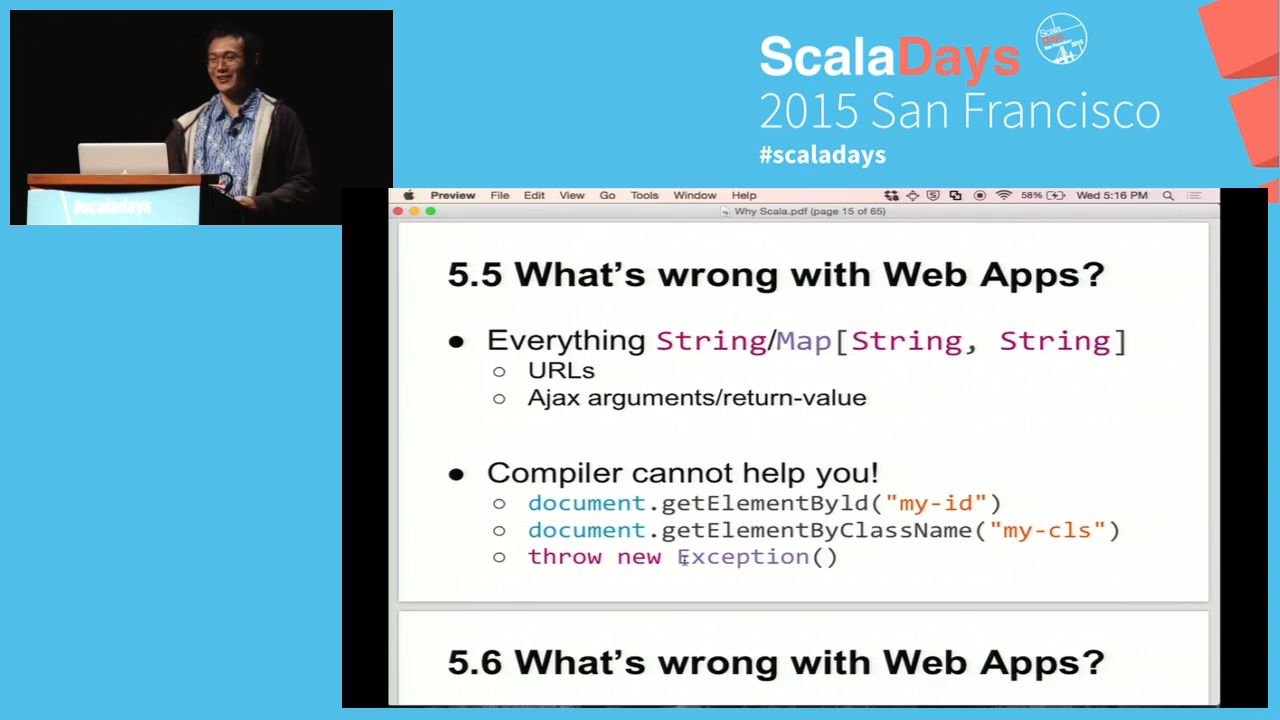 ScalaDays
2015 San Francisco
#scaladays
#scaladays
Preview File Edit View Go Tools Window Help 58% Wed 5:16 PM
Why Scala.pdf (page 15 of 65)
5.5 What's wrong with Web Apps?
● Everything String/Map[String, String]
○ URLs
○ Ajax arguments/return-value
● Compiler cannot help you!
○ document.getElementById("my-id")
○ document.getElementByClassName("my-cls")
○ throw new Exception()
5.6 What's wrong with Web Apps?